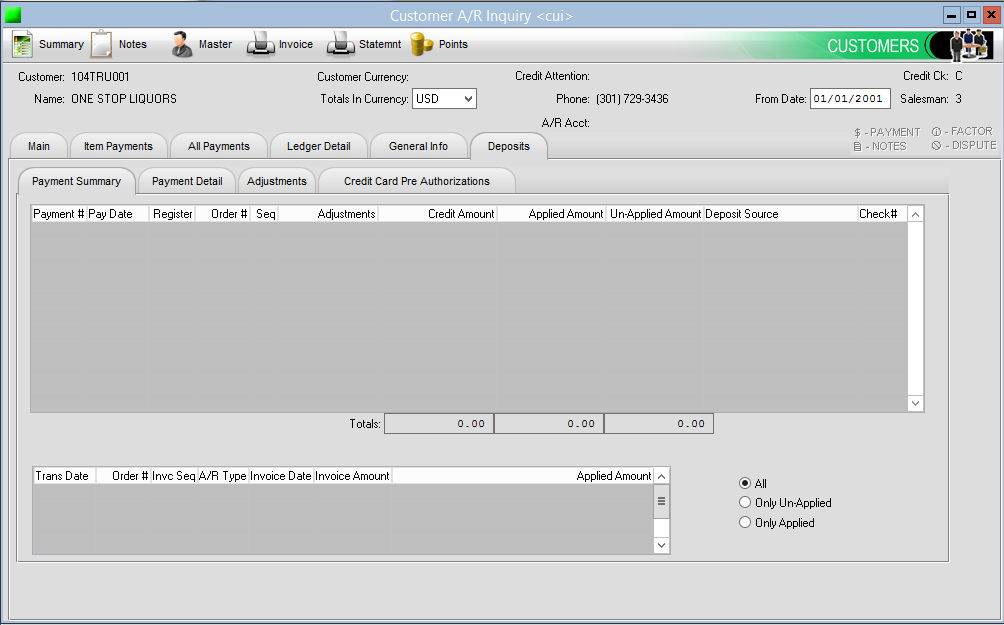 Customer A/R Inquiry <cui>
Summary Notes Master Invoice Statemnt Points CUSTOMERS
Customer: 104TRU001 Customer Currency: Credit Attention: Credit Ck: C
Name: ONE STOP LIQUORS Totals In Currency: USD Phone: (301) 729-3436 From Date: 01/01/2001 Salesman: 3
A/R Acct:
$ - PAYMENT - FACTOR
- NOTES - DISPUTE
Main Item Payments All Payments Ledger Detail General Info Deposits
Payment Summary Payment Detail Adjustments Credit Card Pre Authorizations
Payment # Pay Date Register Order # Seq Adjustments Credit Amount Applied Amount Un-Applied Amount Deposit Source Check#
Totals: 0.00 0.00 0.00
Trans Date Order # Invc Seq A/R Type Invoice Date Invoice Amount Applied Amount
All
Only Un-Applied
Only Applied